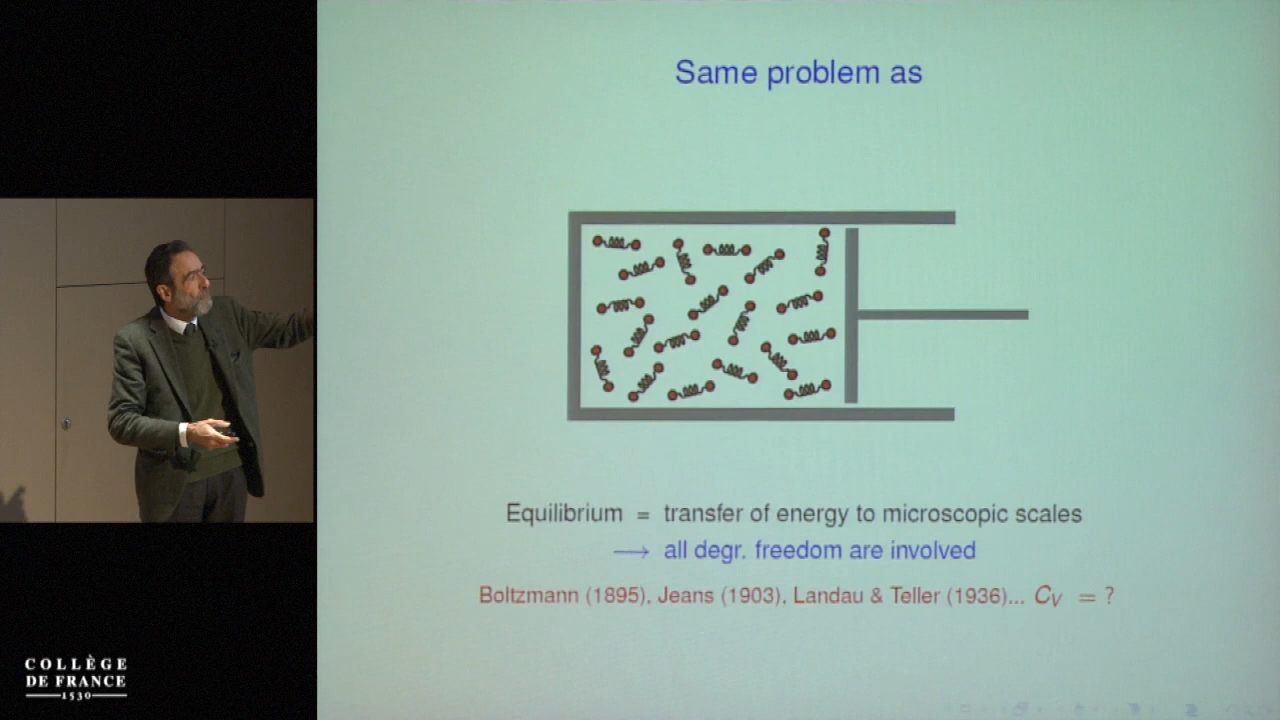 Same problem as
Equilibrium = transfer of energy to microscopic scales
⟶ all degr. freedom are involved
Boltzmann (1895), Jeans (1903), Landau & Teller (1936)... C_V = ?
COLLÈGE
DE FRANCE
1530